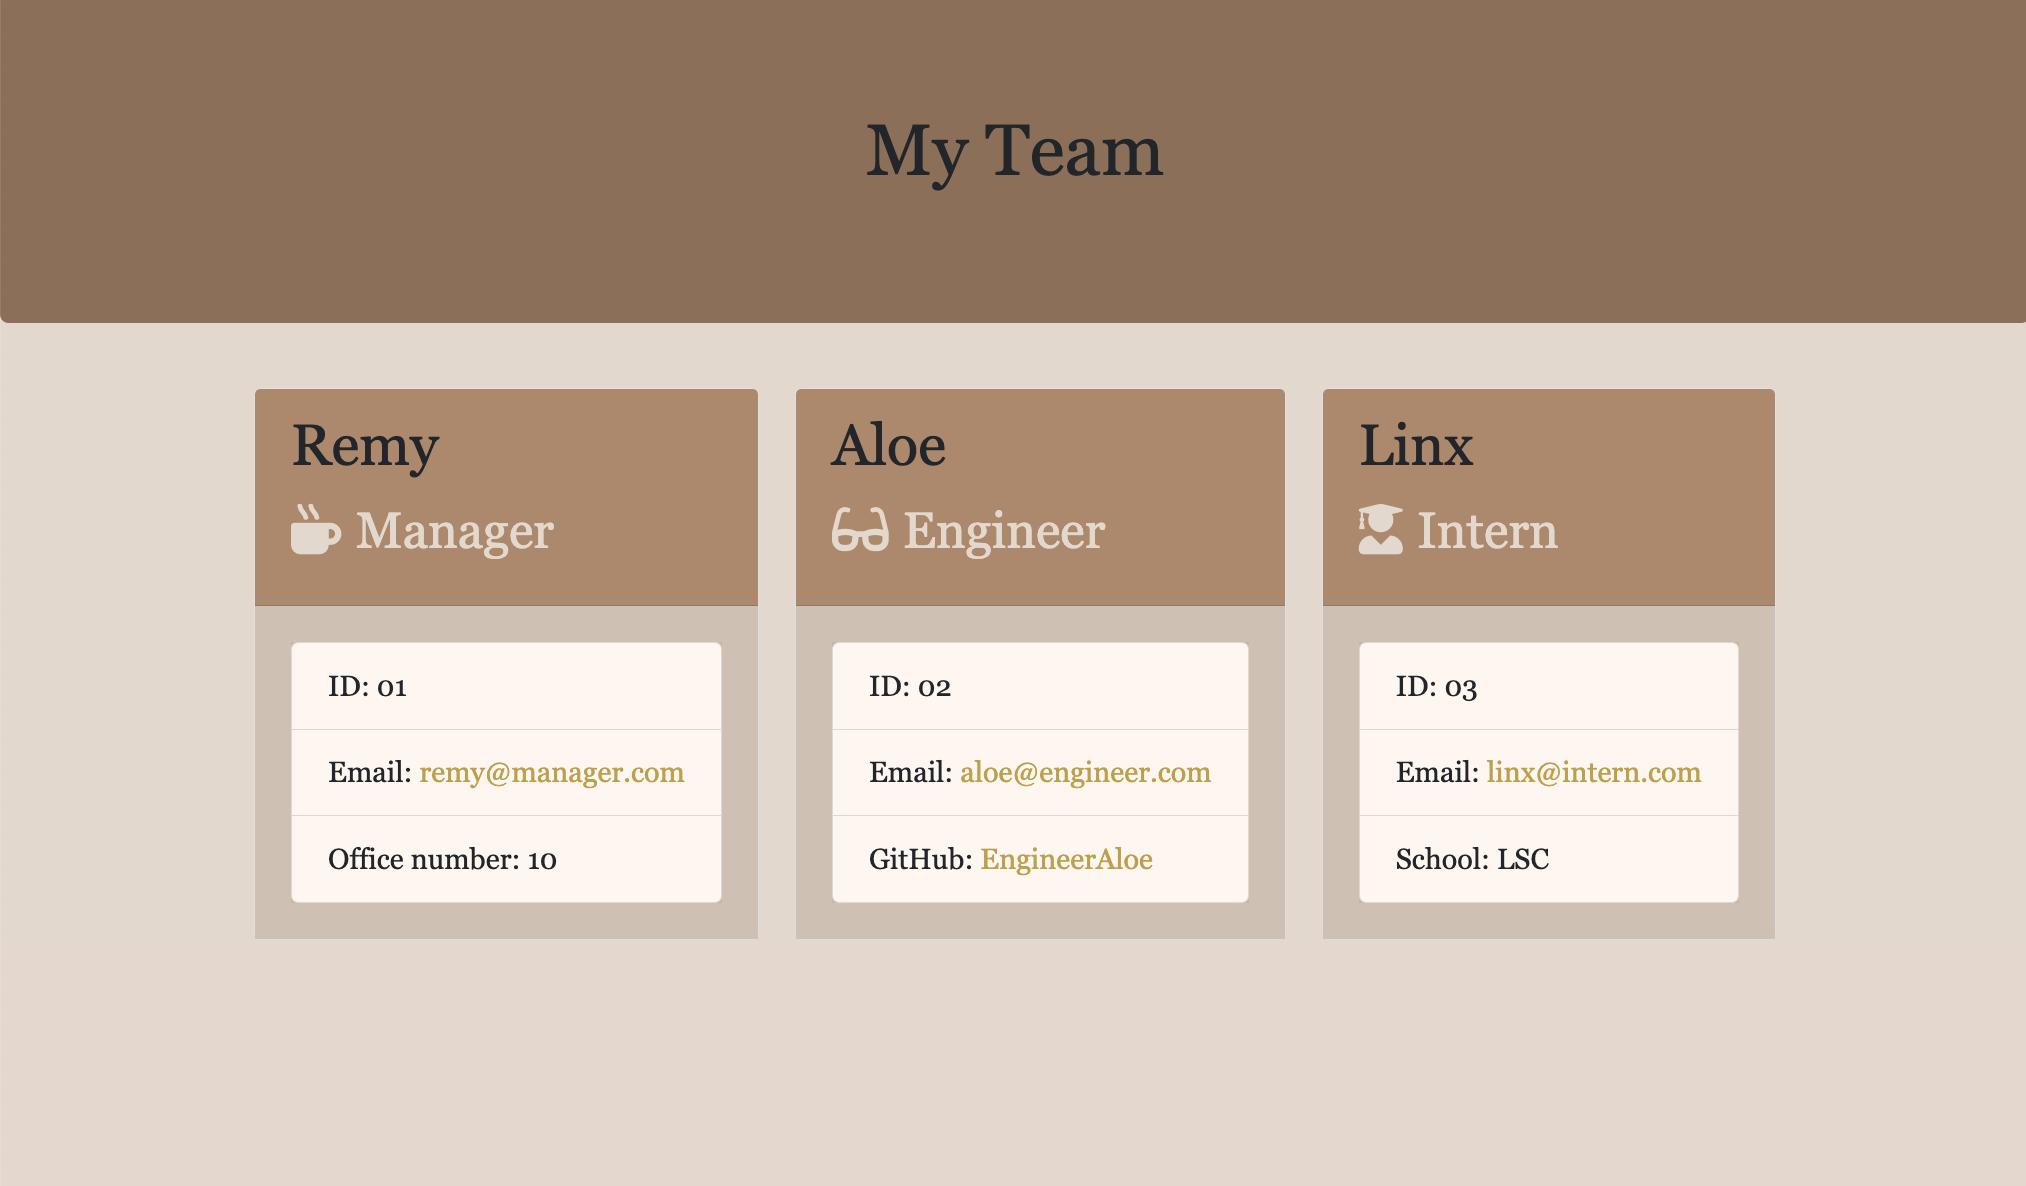 My Team
Remy
Manager
ID: 01
Email: remy@manager.com
Office number: 10
Aloe
Engineer
ID: 02
Email: aloe@engineer.com
GitHub: EngineerAloe
Linx
Intern
ID: 03
Email: linx@intern.com
School: LSC